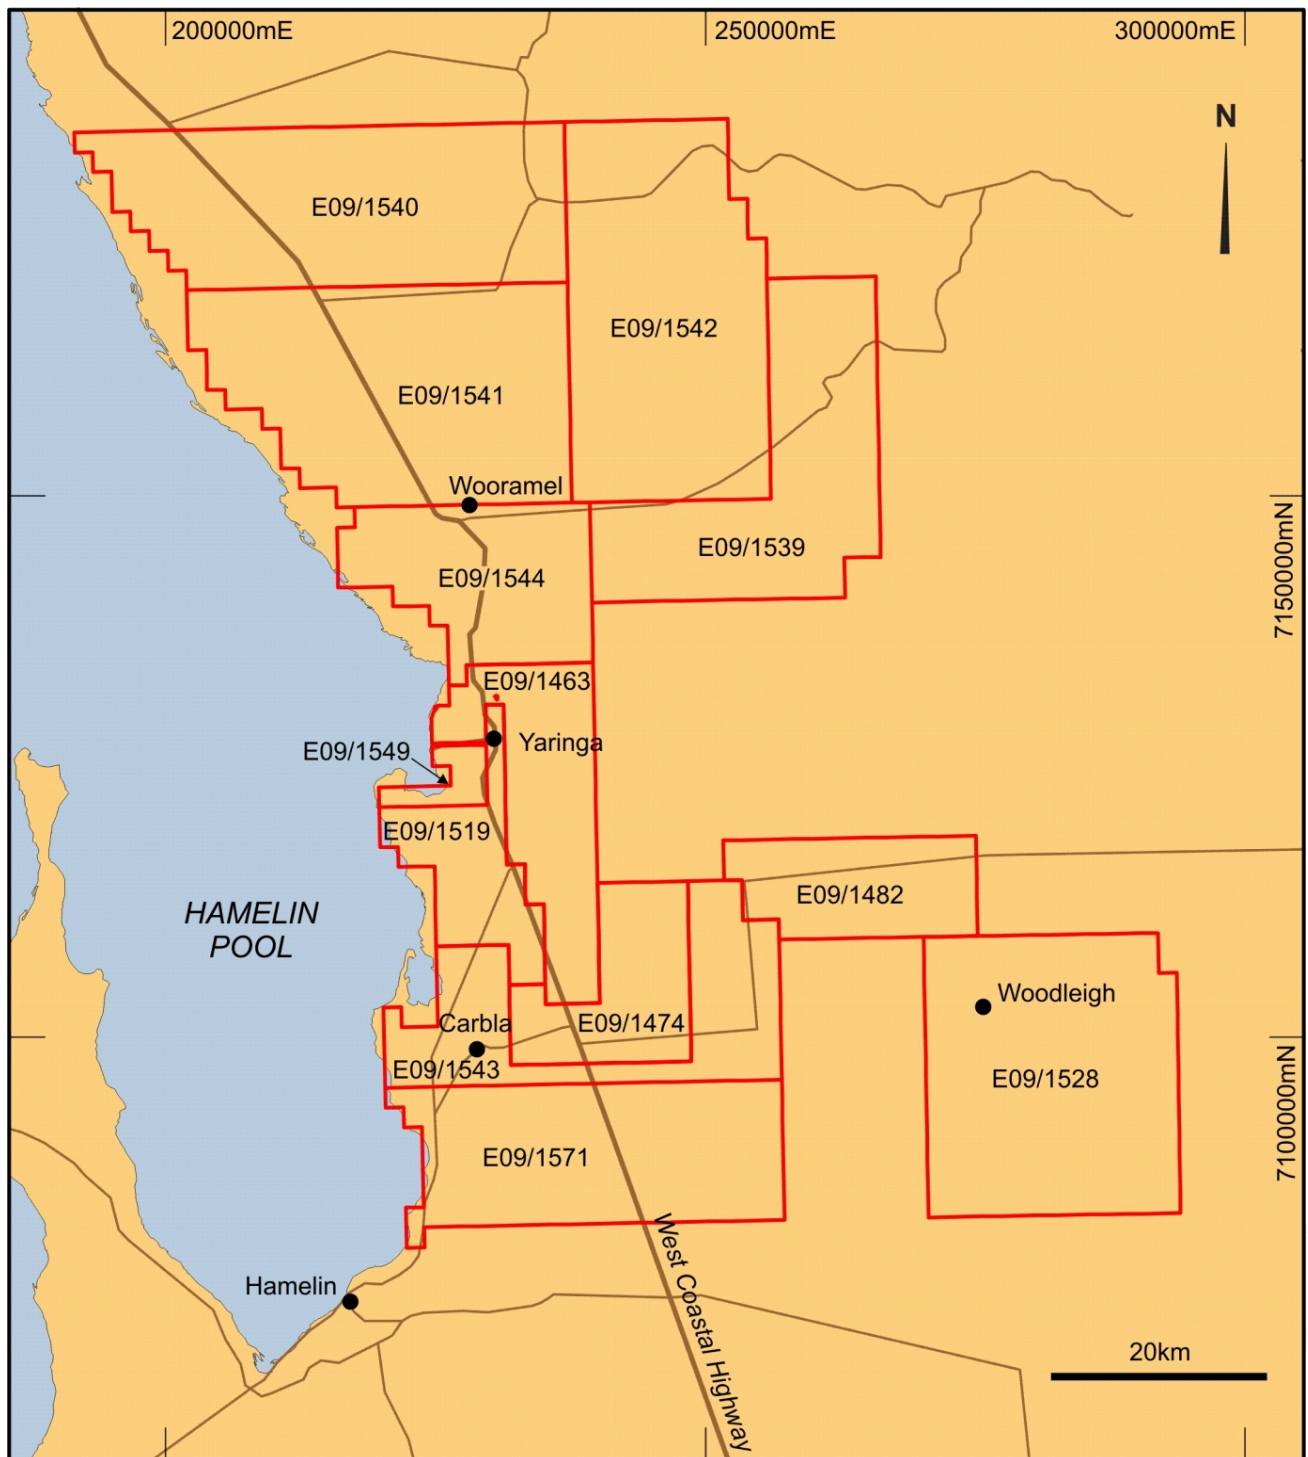 200000mE
250000mE
300000mE
N
E09/1540
E09/1542
E09/1541
Wooramel
E09/1539
7150000mN
E09/1544
E09/1463
Yaringa
E09/1549
E09/1519
E09/1482
HAMELIN
POOL
Woodleigh
Carbla
E09/1474
E09/1543
E09/1528
7100000mN
E09/1571
West Coastal Highway
Hamelin
20km